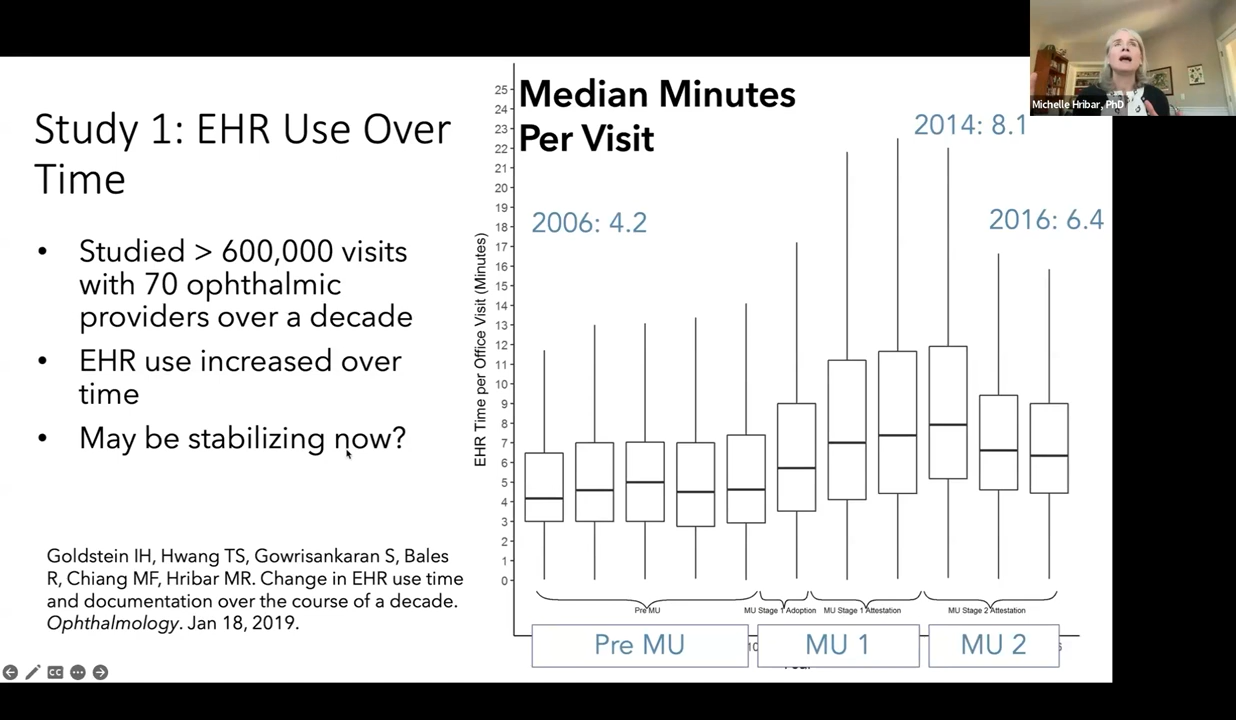 Michelle Hribar, PhD
Study 1: EHR Use Over
Time
• Studied > 600,000 visits
with 70 ophthalmic
providers over a decade
• EHR use increased over
time
• May be stabilizing now?
Goldstein IH, Hwang TS, Gowrisankaran S, Bales
R, Chiang MF, Hribar MR. Change in EHR use time
and documentation over the course of a decade.
Ophthalmology. Jan 18, 2019.
Median Minutes
Per Visit
2006: 4.2
2014: 8.1
2016: 6.4
EHR Time per Office Visit (Minutes)
25
24
23
22
21
20
19
18
17
16
15
14
13
12
11
10
9
8
7
6
5
4
3
2
1
0
Pre MU
MU Stage 1 Adoption
MU Stage 1 Attestation
MU Stage 2 Attestation
Pre MU
MU 1
MU 2
CC